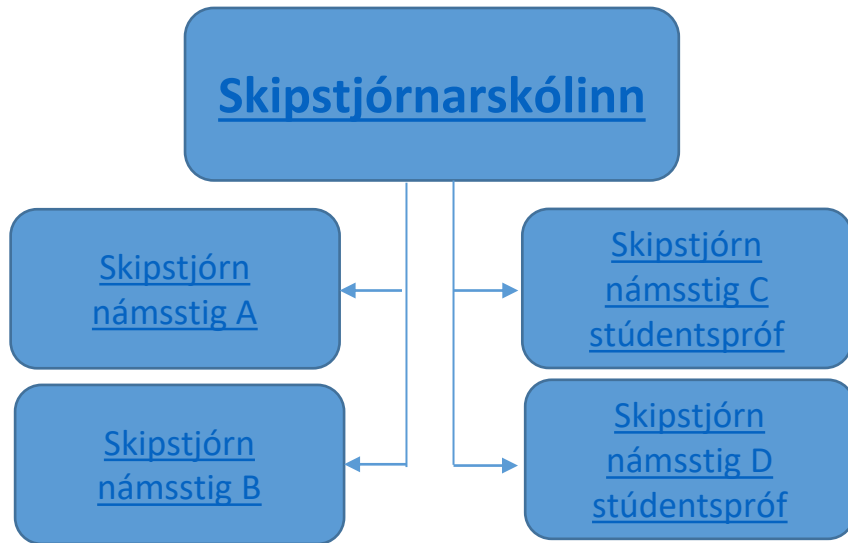 Skipstjórnarskólinn
Skipstjórn
námsstig A
Skipstjórn
námsstig B
Skipstjórn
námsstig C
stúdentspróf
Skipstjórn
námsstig D
stúdentspróf